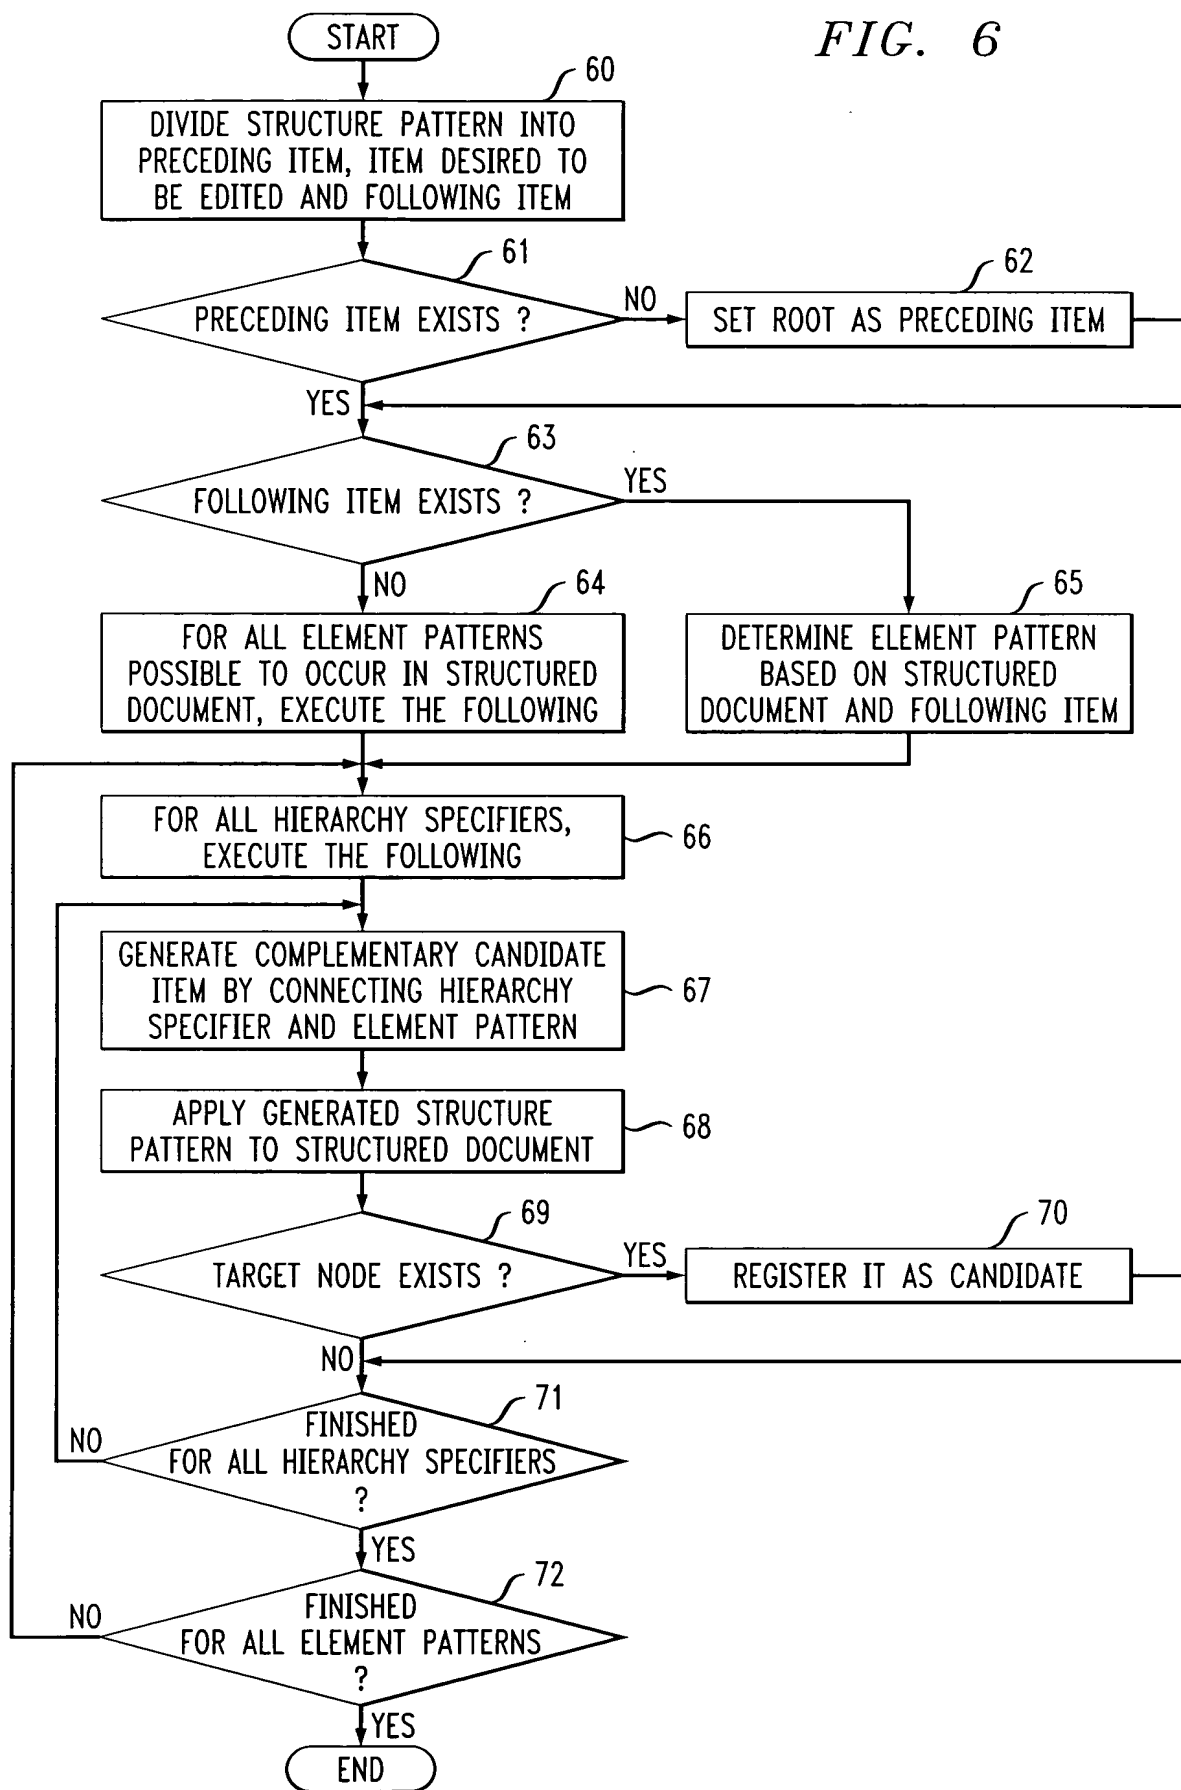 START
FIG. 6
60
DIVIDE STRUCTURE PATTERN INTO
PRECEDING ITEM, ITEM DESIRED TO
BE EDITED AND FOLLOWING ITEM
61
PRECEDING ITEM EXISTS ?
NO
62
SET ROOT AS PRECEDING ITEM
YES
63
FOLLOWING ITEM EXISTS ?
YES
NO
64
FOR ALL ELEMENT PATTERNS
POSSIBLE TO OCCUR IN STRUCTURED
DOCUMENT, EXECUTE THE FOLLOWING
65
DETERMINE ELEMENT PATTERN
BASED ON STRUCTURED
DOCUMENT AND FOLLOWING ITEM
FOR ALL HIERARCHY SPECIFIERS,
EXECUTE THE FOLLOWING
66
GENERATE COMPLEMENTARY CANDIDATE
ITEM BY CONNECTING HIERARCHY
SPECIFIER AND ELEMENT PATTERN
67
APPLY GENERATED STRUCTURE
PATTERN TO STRUCTURED DOCUMENT
68
69
TARGET NODE EXISTS ?
YES
70
REGISTER IT AS CANDIDATE
NO
71
FINISHED
FOR ALL HIERARCHY SPECIFIERS
?
NO
YES
72
FINISHED
FOR ALL ELEMENT PATTERNS
?
NO
YES
END